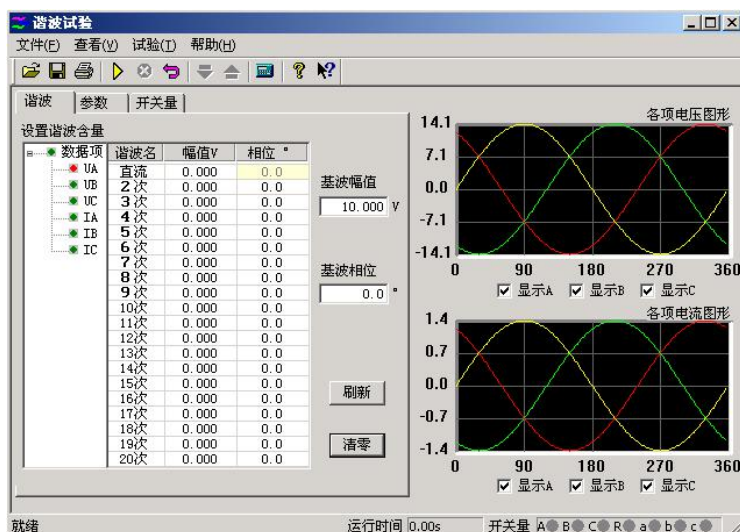 谐波试验
文件(F) 查看(V) 试验(T) 帮助(H)
谐波 参数 开关量
设置谐波含量
数据项
UA
UB
UC
IA
IB
IC
谐波名 幅值V 相位 °
直流 0.000 0.0
2次 0.000 0.0
3次 0.000 0.0
4次 0.000 0.0
5次 0.000 0.0
6次 0.000 0.0
7次 0.000 0.0
8次 0.000 0.0
9次 0.000 0.0
10次 0.000 0.0
11次 0.000 0.0
12次 0.000 0.0
13次 0.000 0.0
14次 0.000 0.0
15次 0.000 0.0
16次 0.000 0.0
17次 0.000 0.0
18次 0.000 0.0
19次 0.000 0.0
20次 0.000 0.0
基波幅值
10.000 V
基波相位
0.0 °
刷新
清零
各项电压图形
14.1
7.1
0.0
-7.1
-14.1
0 90 180 270 360
显示A 显示B 显示C
各项电流图形
1.4
0.7
0.0
-0.7
-1.4
0 90 180 270 360
显示A 显示B 显示C
就绪 运行时间 0.00s 开关量 A B C R a b c